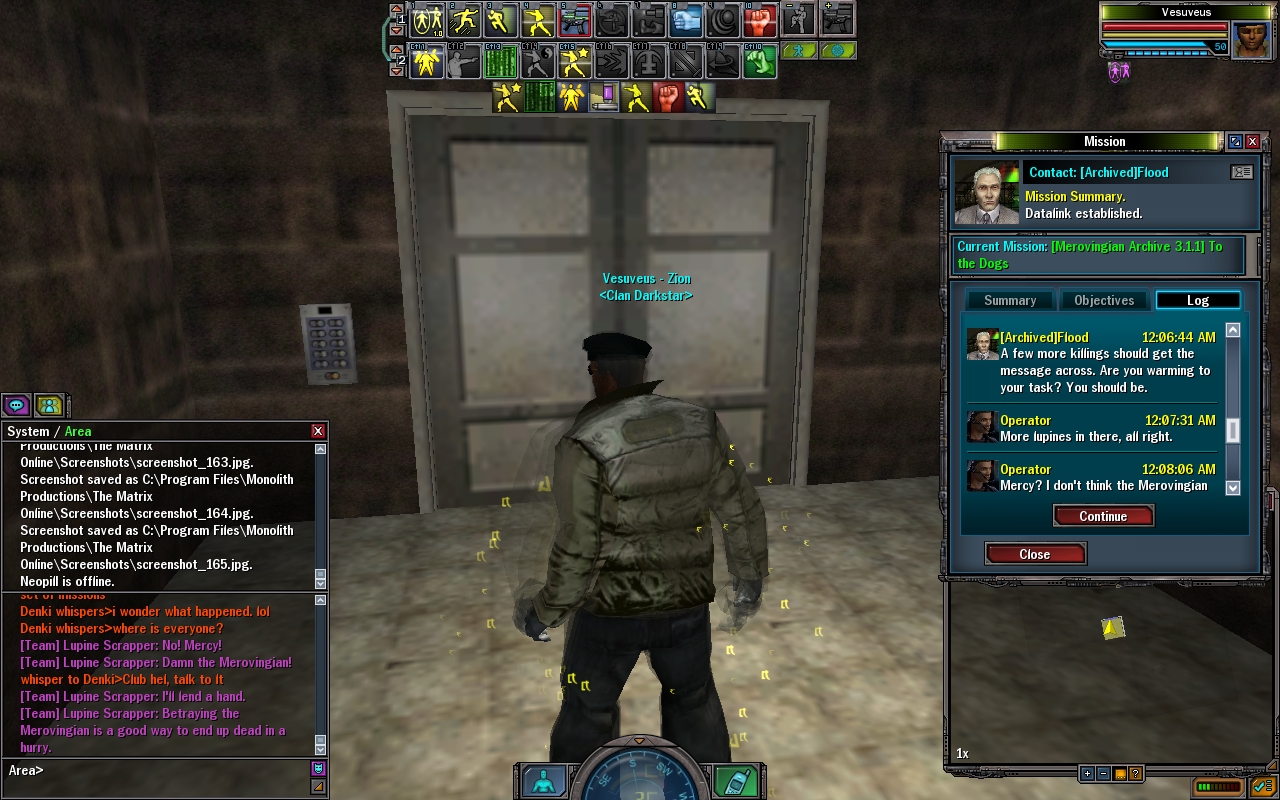 Vesuveus
50
Mission
Contact: [Archived]Flood
Mission Summary.
Datalink established.
Current Mission: [Merovingian Archive 3.1.1] To
the Dogs
Summary
Objectives
Log
[Archived]Flood 12:06:44 AM
A few more killings should get the
message across. Are you warming to
your task? You should be.
Operator 12:07:31 AM
More lupines in there, all right.
Operator 12:08:06 AM
Mercy? I don't think the Merovingian
Continue
Close
1x
Vesuveus - Zion
<Clan Darkstar>
System / Area
Productions\The Matrix
Online\Screenshots\screenshot_163.jpg.
Screenshot saved as C:\Program Files\Monolith
Productions\The Matrix
Online\Screenshots\screenshot_164.jpg.
Screenshot saved as C:\Program Files\Monolith
Productions\The Matrix
Online\Screenshots\screenshot_165.jpg.
Neopill is offline.
set of missions
Denki whispers>i wonder what happened. lol
Denki whispers>where is everyone?
[Team] Lupine Scrapper: No! Mercy!
[Team] Lupine Scrapper: Damn the Merovingian!
whisper to Denki>Club hel, talk to it
[Team] Lupine Scrapper: I'll lend a hand.
[Team] Lupine Scrapper: Betraying the
Merovingian is a good way to end up dead in a
hurry.
Area>
SE S SW